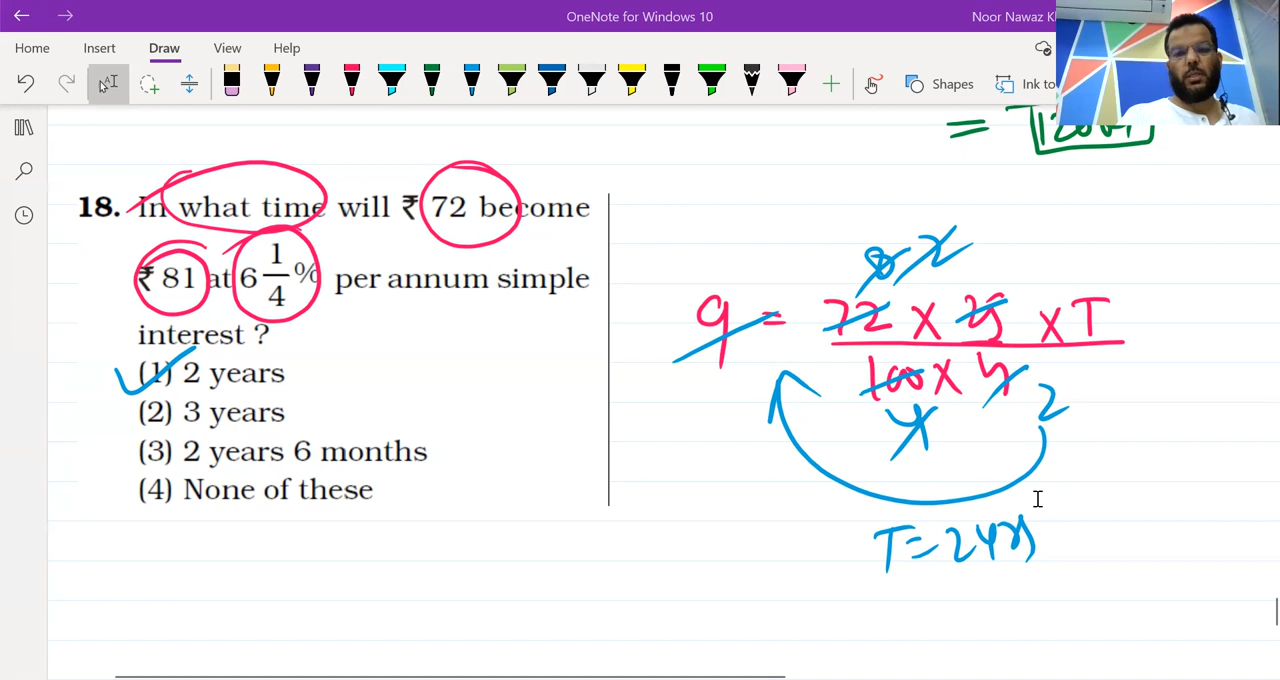 OneNote for Windows 10
Noor Nawaz K
Home Insert Draw View Help
Shapes
Ink to
=
18. In what time will ₹ 72 become
₹ 81 at 6 1/4 % per annum simple
interest ?
(1) 2 years
(2) 3 years
(3) 2 years 6 months
(4) None of these
8 2
9 = 72 X 25 X T
100 X 4
4 2
T = 2 yrs